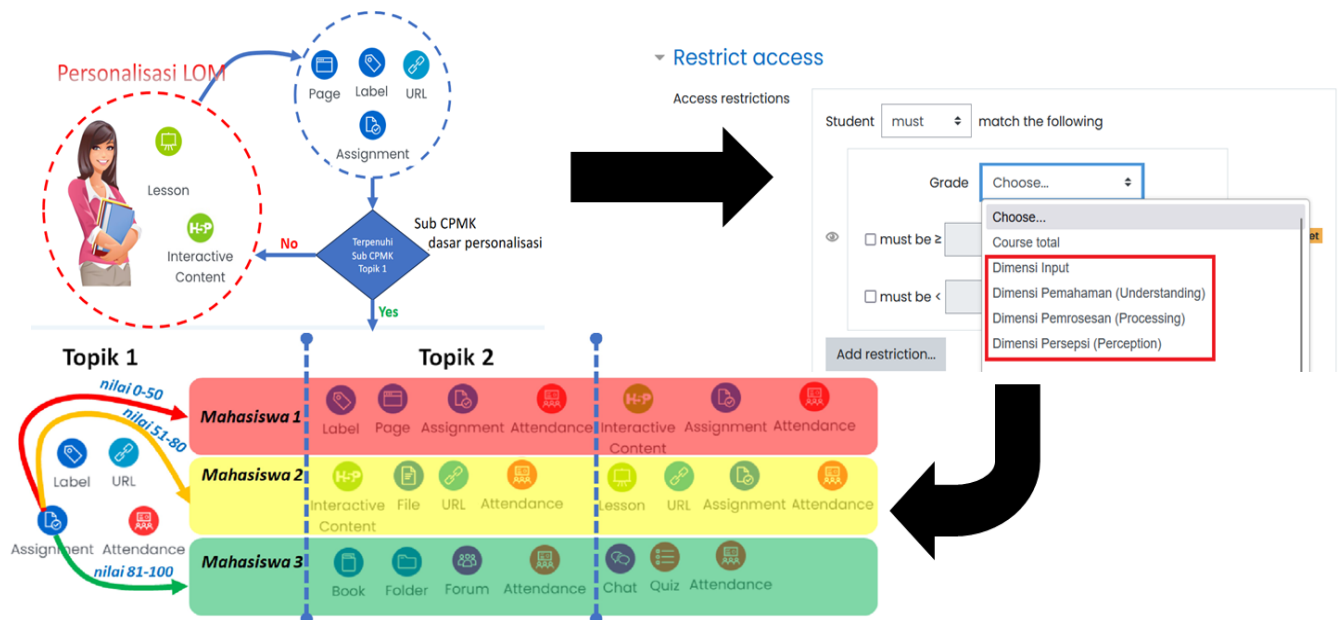 Personalisasi LOM
Page
Label
URL
Assignment
Lesson
H-P
Interactive
Content
Sub CPMK
dasar personalisasi
Terpenuhi
Sub CPMK
Topik 1
No
Yes
Restrict access
Access restrictions
Student must match the following
Grade Choose...
Choose...
Course total
Dimensi Input
Dimensi Pemahaman (Understanding)
Dimensi Pemrosesan (Processing)
Dimensi Persepsi (Perception)
must be ≥
must be <
et
Add restriction...
Topik 1
Topik 2
nilai 0-50
nilai 51-80
nilai 81-100
Label URL
Assignment Attendance
Mahasiswa 1
Label Page Assignment Attendance
H-P
Interactive Assignment Attendance
Content
Mahasiswa 2
H-P
Interactive File URL Attendance
Content
Lesson URL Assignment Attendance
Mahasiswa 3
Book Folder Forum Attendance
Chat Quiz Attendance